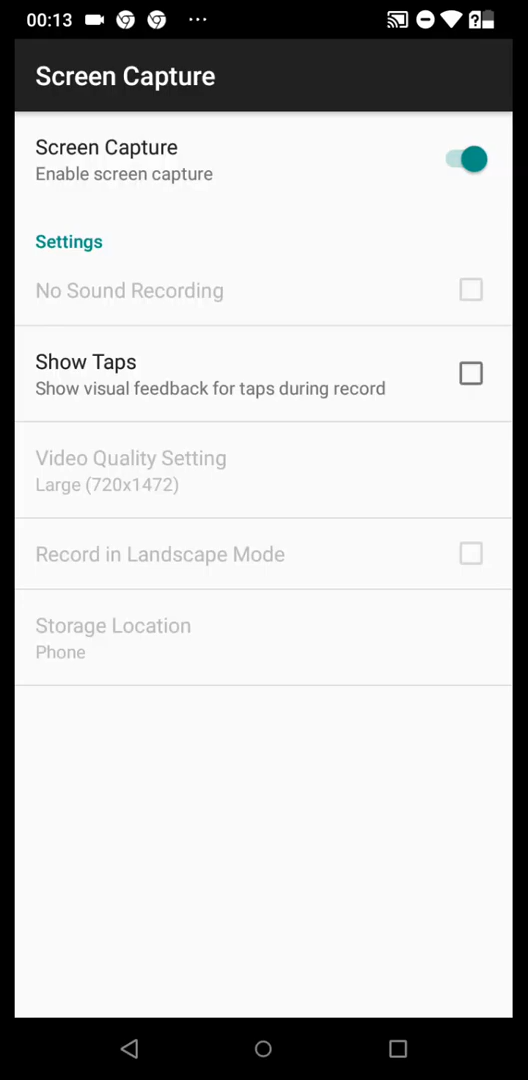 00:13
Screen Capture
Screen Capture
Enable screen capture
Settings
No Sound Recording
Show Taps
Show visual feedback for taps during record
Video Quality Setting
Large (720x1472)
Record in Landscape Mode
Storage Location
Phone